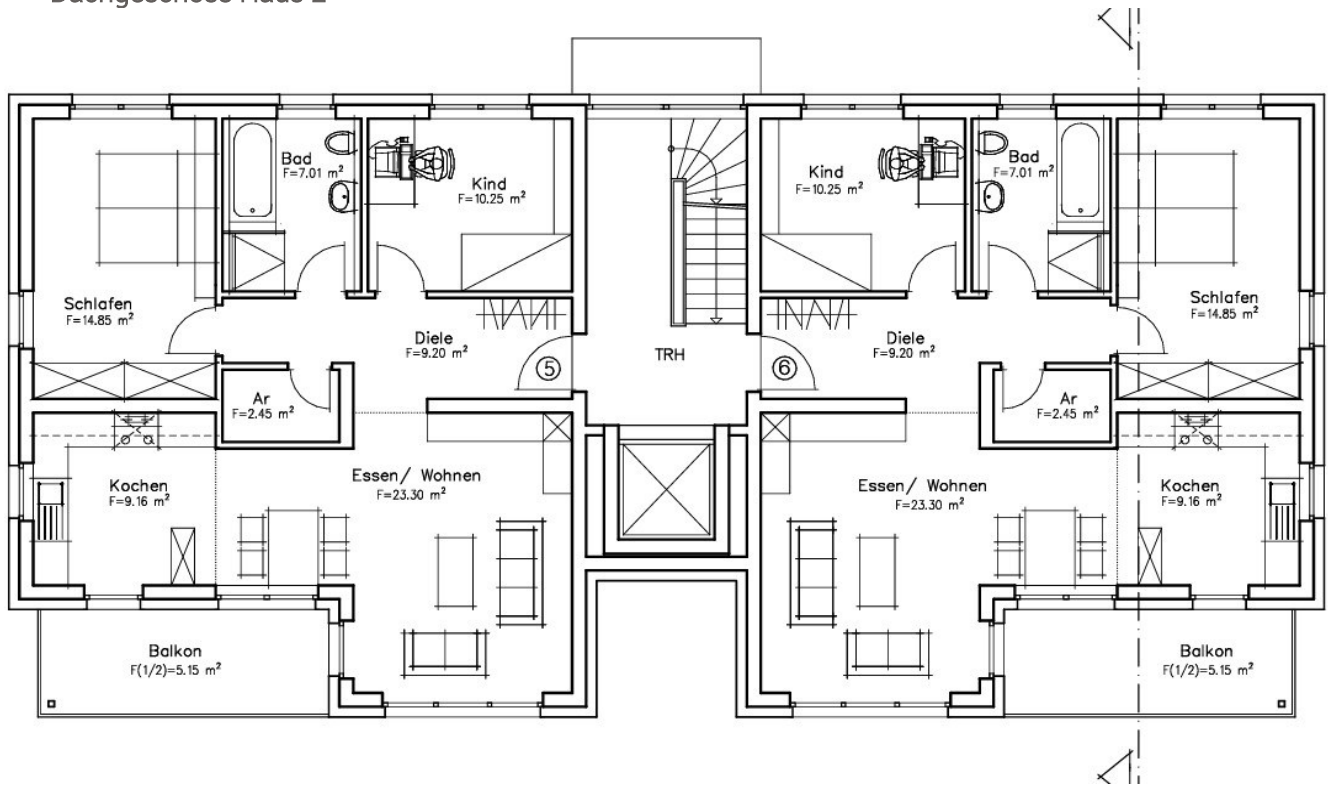 Dachgeschoss Haus 2
Bad
F=7.01 m²
Kind
F=10.25 m²
Kind
F=10.25 m²
Bad
F=7.01 m²
Schlafen
F=14.85 m²
Schlafen
F=14.85 m²
Diele
F=9.20 m²
5
TRH
6
Diele
F=9.20 m²
Ar
F=2.45 m²
Ar
F=2.45 m²
Kochen
F=9.16 m²
Essen/ Wohnen
F=23.30 m²
Essen/ Wohnen
F=23.30 m²
Kochen
F=9.16 m²
Balkon
F(1/2)=5.15 m²
Balkon
F(1/2)=5.15 m²